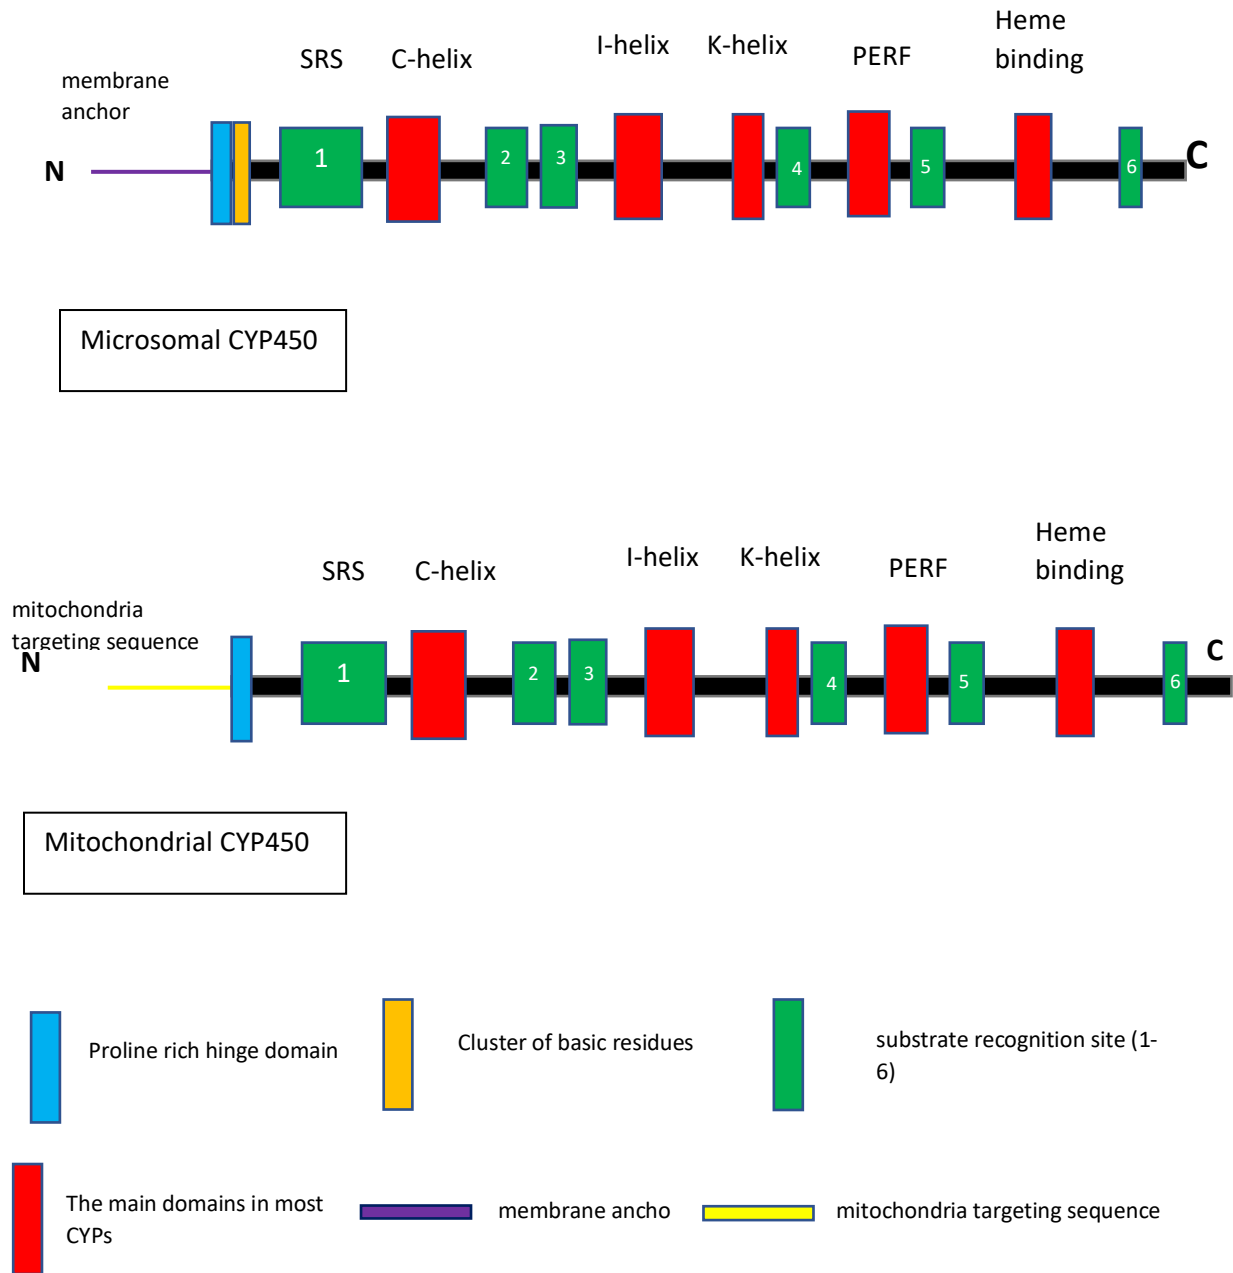 Heme
binding
I-helix
K-helix
PERF
SRS
C-helix
membrane
anchor
N
1
2
3
4
5
6
C
Microsomal CYP450
Heme
binding
I-helix
K-helix
PERF
SRS
C-helix
mitochondria
targeting sequence
N
1
2
3
4
5
6
C
Mitochondrial CYP450
Proline rich hinge domain
Cluster of basic residues
substrate recognition site (1-
6)
The main domains in most
CYPs
membrane ancho
mitochondria targeting sequence